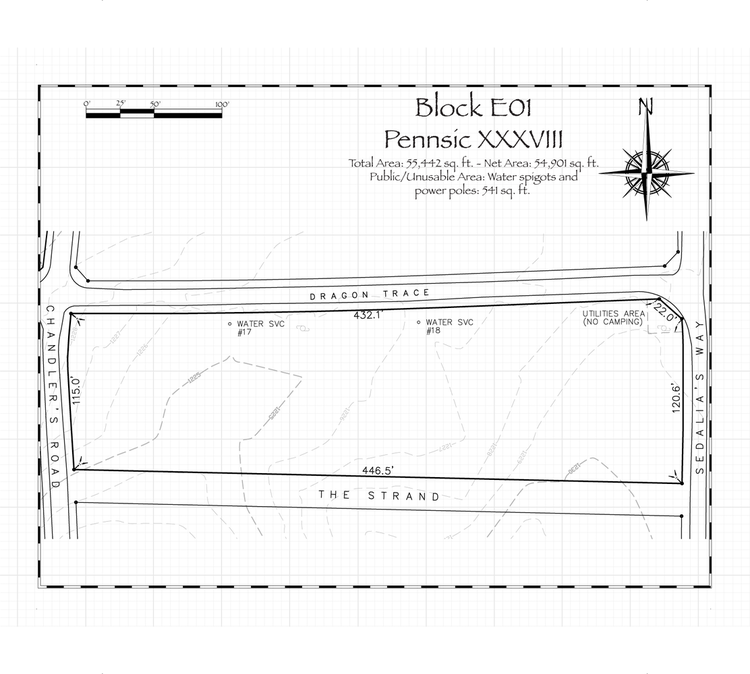 0' 25' 50' 100'
Block E01
Pennsic XXXVIII
N
Total Area: 55,442 sq. ft. - Net Area: 54,901 sq. ft.
Public/Unusable Area: Water spigots and
power poles: 541 sq. ft.
DRAGON TRACE
432.1'
22.0'
CHANDLER'S ROAD
WATER SVC
#17
WATER SVC
#18
UTILITIES AREA
(NO CAMPING)
SEDALIA'S WAY
115.0'
120.6'
446.5'
THE STRAND